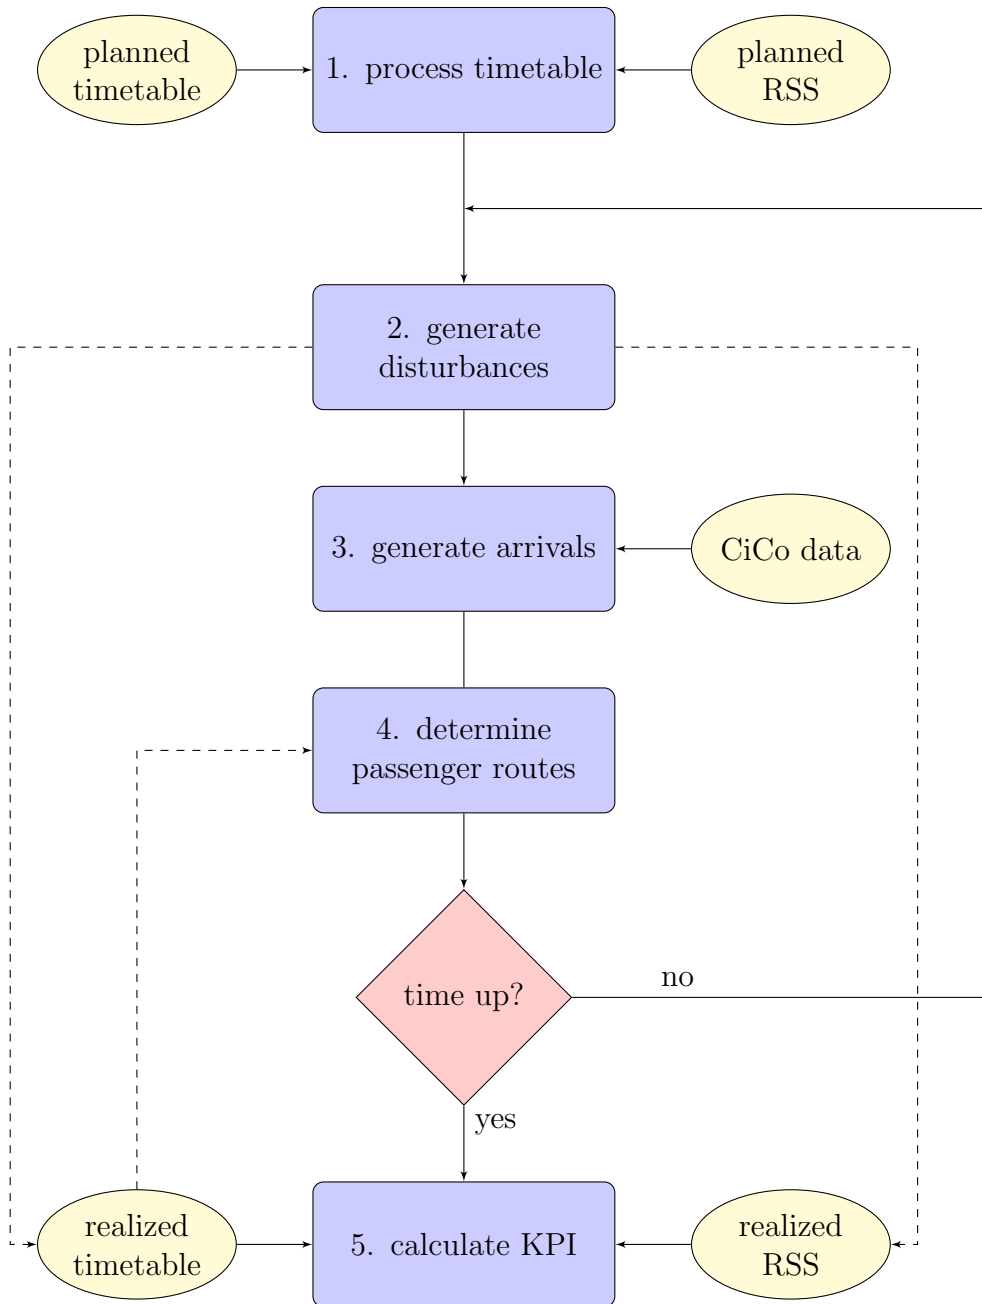 planned
timetable
1. process timetable
planned
RSS
2. generate
disturbances
3. generate arrivals
CiCo data
4. determine
passenger routes
time up?
no
yes
realized
timetable
5. calculate KPI
realized
RSS